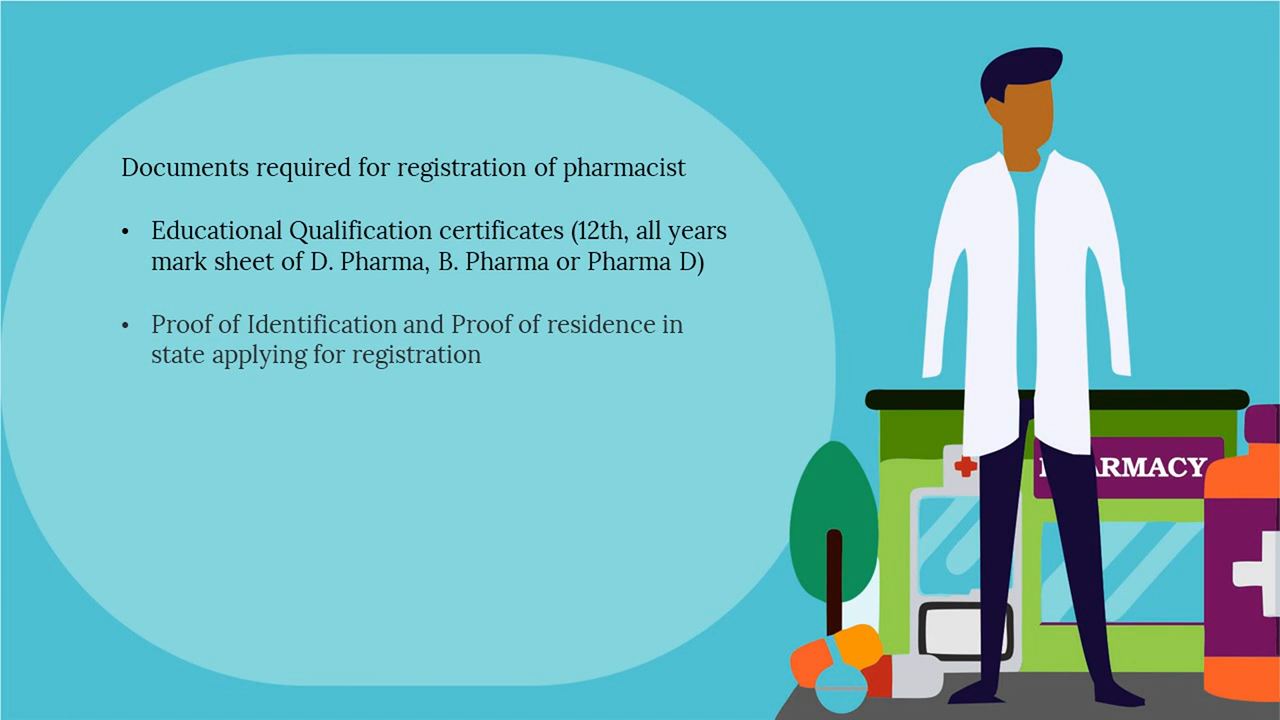 Documents required for registration of pharmacist
• Educational Qualification certificates (12th, all years
mark sheet of D. Pharma, B. Pharma or Pharma D)
• Proof of Identification and Proof of residence in
state applying for registration
PHARMACY